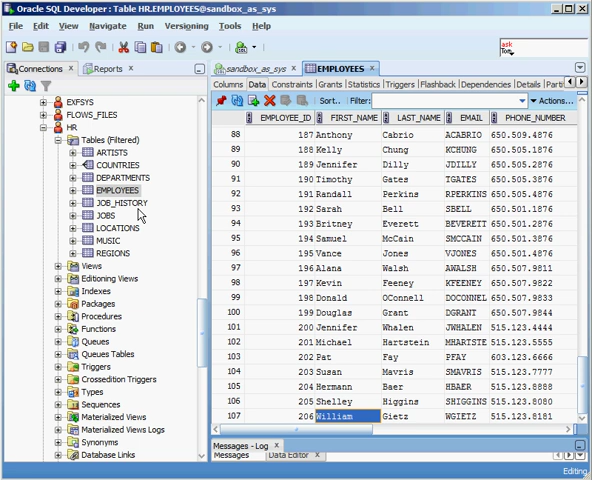 Oracle SQL Developer : Table HR.EMPLOYEES@sandbox_as_sys
File Edit View Navigate Run Versioning Tools Help
ask
Tom
Connections Reports
sandbox_as_sys EMPLOYEES
Columns Data Constraints Grants Statistics Triggers Flashback Dependencies Details Parti
Sort.. Filter: Actions...
EMPLOYEE_ID FIRST_NAME LAST_NAME EMAIL PHONE_NUMBER
88 187 Anthony Cabrio ACABRIO 650.509.4876
89 188 Kelly Chung KCHUNG 650.505.1876
90 189 Jennifer Dilly JDILLY 650.505.2876
91 190 Timothy Gates TGATES 650.505.3876
92 191 Randall Perkins RPERKINS 650.505.4876
93 192 Sarah Bell SBELL 650.501.1876
94 193 Britney Everett BEVERETT 650.501.2876
95 194 Samuel McCain SMCCAIN 650.501.3876
96 195 Vance Jones VJONES 650.501.4876
97 196 Alana Walsh AWALSH 650.507.9811
98 197 Kevin Feeney KFEENEY 650.507.9822
99 198 Donald OConnell DOCONNEL 650.507.9833
100 199 Douglas Grant DGRANT 650.507.9844
101 200 Jennifer Whalen JWHALEN 515.123.4444
102 201 Michael Hartstein MHARTSTE 515.123.5555
103 202 Pat Fay PFAY 603.123.6666
104 203 Susan Mavris SMAVRIS 515.123.7777
105 204 Hermann Baer HBAER 515.123.8888
106 205 Shelley Higgins SHIGGINS 515.123.8080
107 206 William Gietz WGIETZ 515.123.8181
EXFSYS
FLOWS_FILES
HR
Tables (Filtered)
ARTISTS
COUNTRIES
DEPARTMENTS
EMPLOYEES
JOB_HISTORY
JOBS
LOCATIONS
MUSIC
REGIONS
Views
Editioning Views
Indexes
Packages
Procedures
Functions
Queues
Queues Tables
Triggers
Crossedition Triggers
Types
Sequences
Materialized Views
Materialized Views Logs
Synonyms
Database Links
Messages - Log
Messages Data Editor
Editing